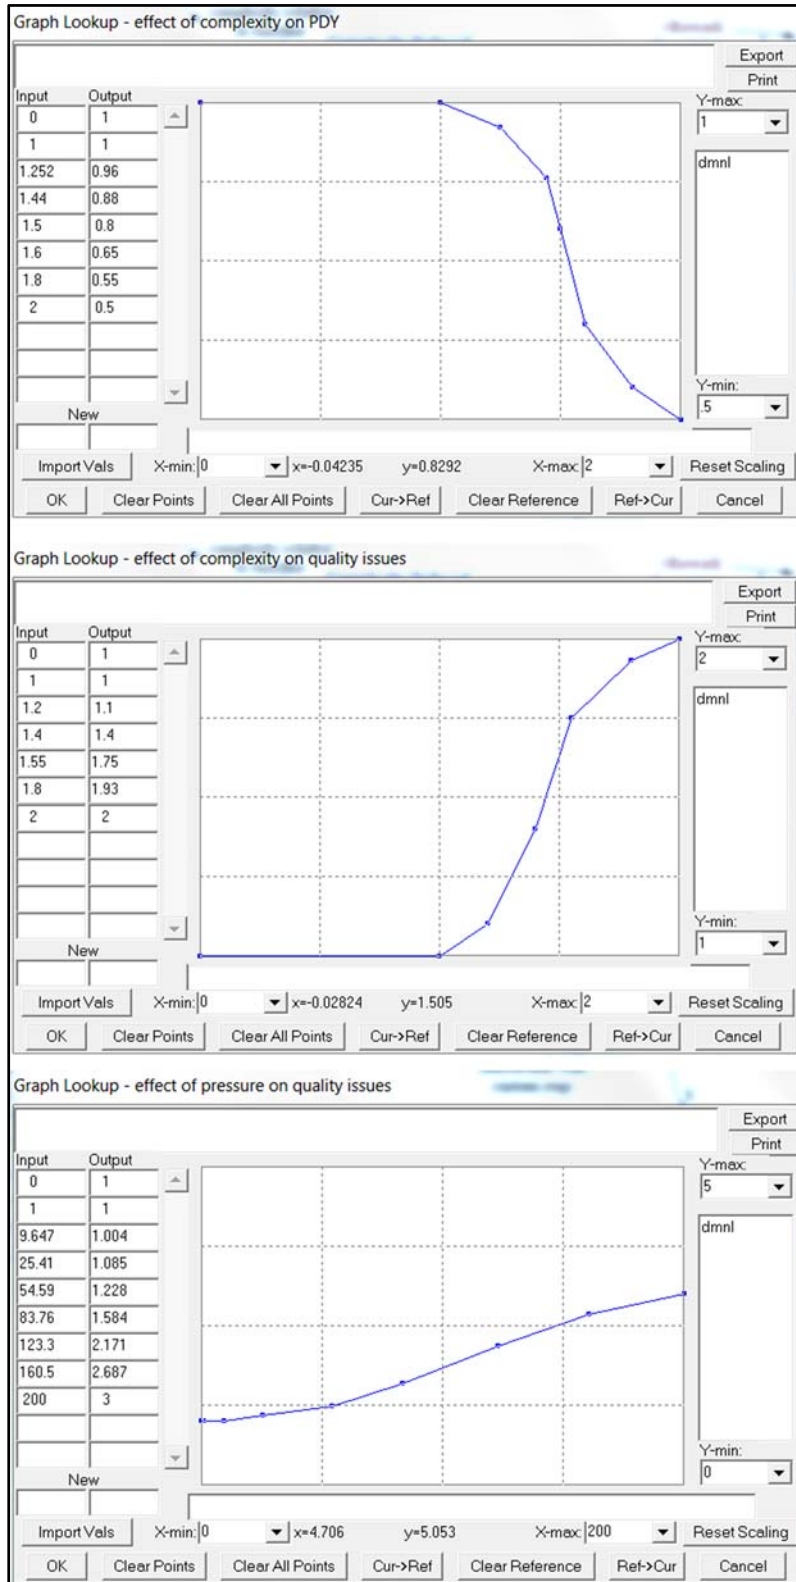 Graph Lookup - effect of complexity on PDY
Export
Print
Input Output
Y-max:
0 1
1
1 1
1.252 0.96
dmnl
1.44 0.88
1.5 0.8
1.6 0.65
1.8 0.55
2 0.5
Y-min:
.5
New
Import Vals X-min: 0 x=-0.04235 y=0.8292 X-max: 2 Reset Scaling
OK Clear Points Clear All Points Cur->Ref Clear Reference Ref->Cur Cancel
Graph Lookup - effect of complexity on quality issues
Export
Print
Input Output
Y-max:
0 1
2
1 1
1.2 1.1
dmnl
1.4 1.4
1.55 1.75
1.8 1.93
2 2
Y-min:
1
New
Import Vals X-min: 0 x=-0.02824 y=1.505 X-max: 2 Reset Scaling
OK Clear Points Clear All Points Cur->Ref Clear Reference Ref->Cur Cancel
Graph Lookup - effect of pressure on quality issues
Export
Print
Input Output
Y-max:
0 1
5
1 1
9.647 1.004
dmnl
25.41 1.085
54.59 1.228
83.76 1.584
123.3 2.171
160.5 2.687
200 3
Y-min:
0
New
Import Vals X-min: 0 x=4.706 y=5.053 X-max: 200 Reset Scaling
OK Clear Points Clear All Points Cur->Ref Clear Reference Ref->Cur Cancel